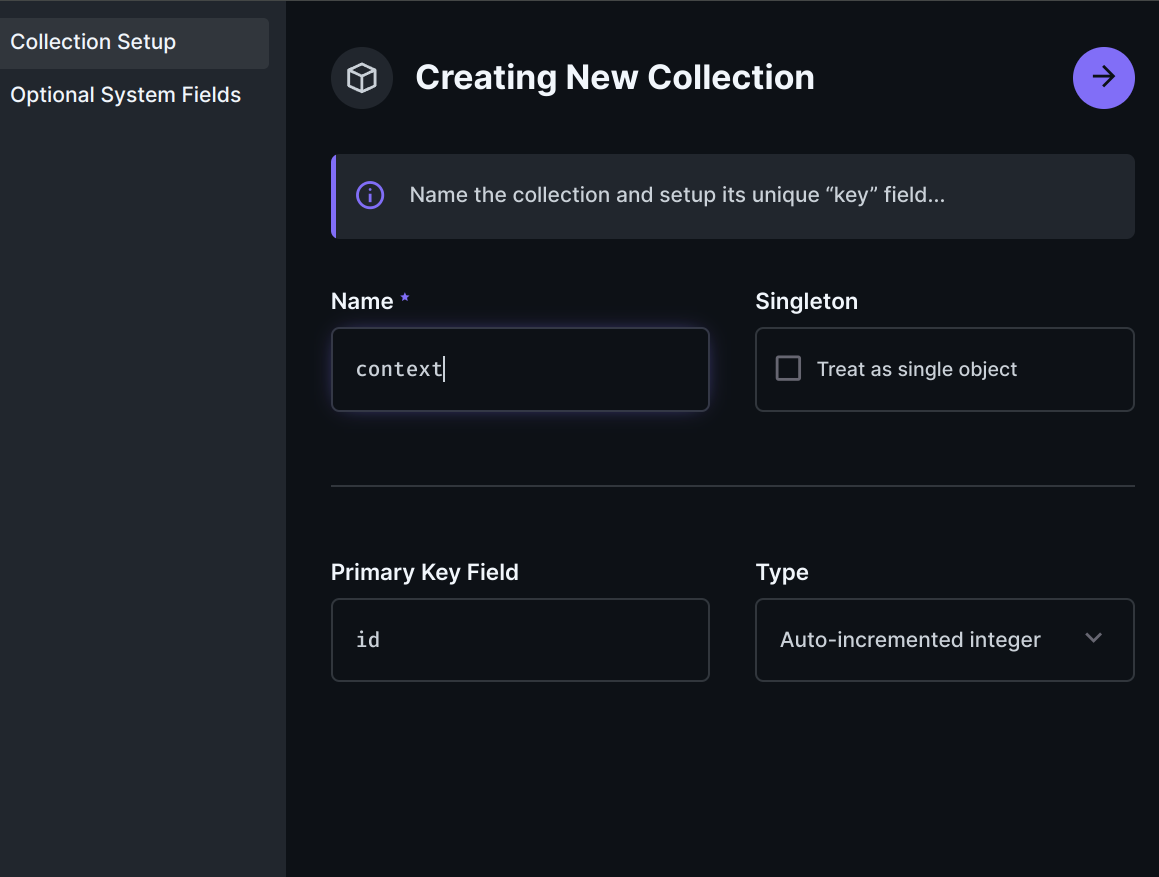 Collection Setup
Optional System Fields
Creating New Collection
Name the collection and setup its unique “key” field...
Name *
Singleton
context
Treat as single object
Primary Key Field
Type
id
Auto-incremented integer